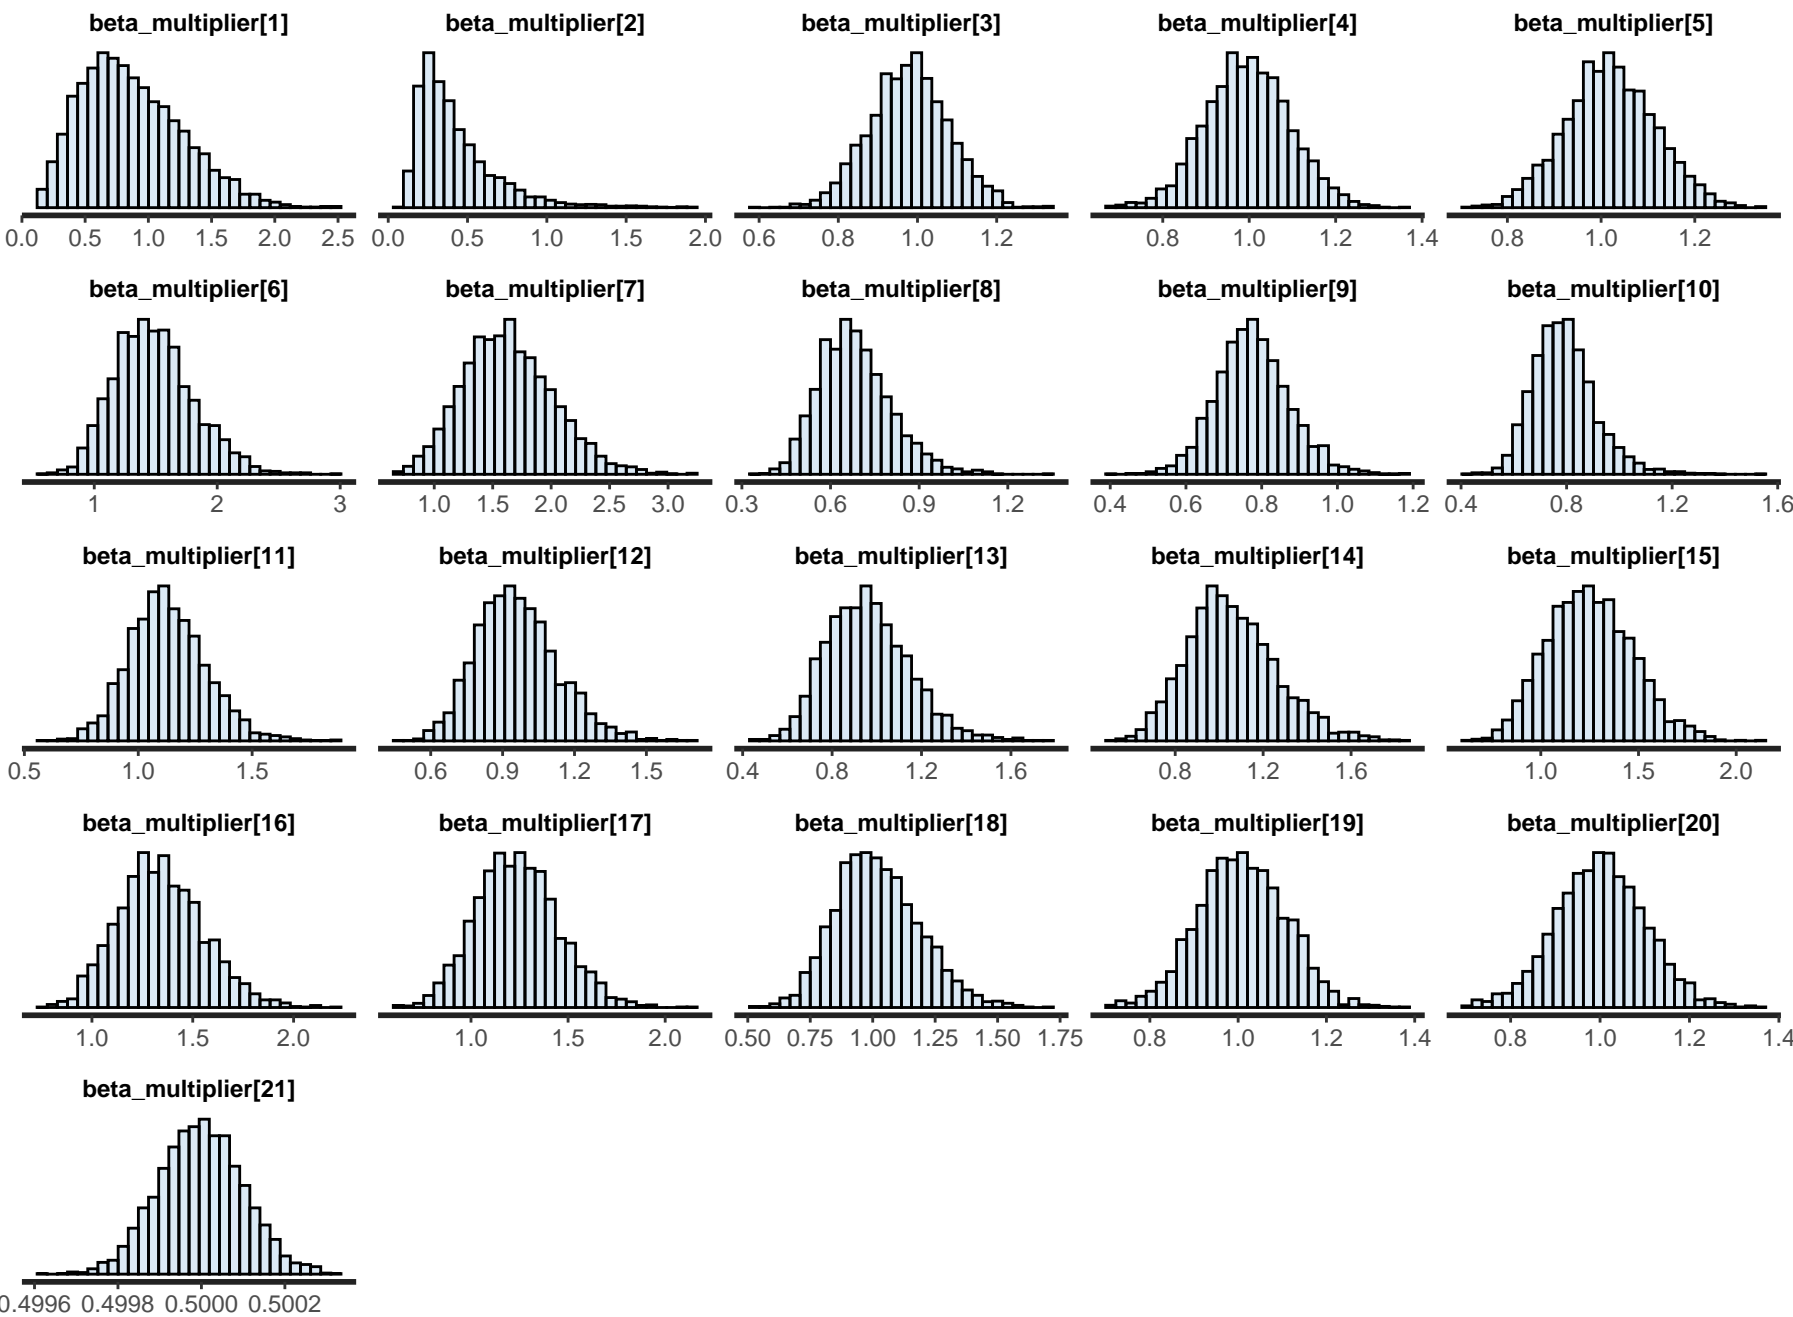 beta_multiplier[1] beta_multiplier[2] beta_multiplier[3] beta_multiplier[4] beta_multiplier[5]
0.0 0.5 1.0 1.5 2.0 2.5 0.0 0.5 1.0 1.5 2.0 0.6 0.8 1.0 1.2 0.8 1.0 1.2 1.4 0.8 1.0 1.2
beta_multiplier[6] beta_multiplier[7] beta_multiplier[8] beta_multiplier[9] beta_multiplier[10]
1 2 3 1.0 1.5 2.0 2.5 3.0 0.3 0.6 0.9 1.2 0.4 0.6 0.8 1.0 1.2 0.4 0.8 1.2 1.6
beta_multiplier[11] beta_multiplier[12] beta_multiplier[13] beta_multiplier[14] beta_multiplier[15]
0.5 1.0 1.5 0.6 0.9 1.2 1.5 0.4 0.8 1.2 1.6 0.8 1.2 1.6 1.0 1.5 2.0
beta_multiplier[16] beta_multiplier[17] beta_multiplier[18] beta_multiplier[19] beta_multiplier[20]
1.0 1.5 2.0 1.0 1.5 2.0 0.50 0.75 1.00 1.25 1.50 1.75 0.8 1.0 1.2 1.4 0.8 1.0 1.2 1.4
beta_multiplier[21]
0.4996 0.4998 0.5000 0.5002